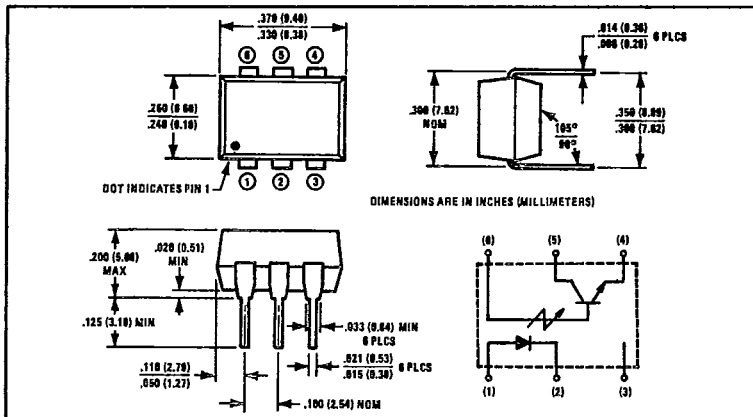 .370 (9.40)
.330 (8.38)
⑥ ⑤ ④
.260 (6.60)
.240 (6.10)
① ② ③
DOT INDICATES PIN 1
.014 (0.36)
.008 (0.20)
6 PLCS
.300 (7.62)
NOM
105°
90°
.350 (8.89)
.300 (7.62)
DIMENSIONS ARE IN INCHES (MILLIMETERS)
.200 (5.08)
MAX
.020 (0.51)
MIN
.125 (3.18) MIN
.033 (0.84) MIN
6 PLCS
.110 (2.79)
.050 (1.27)
.021 (0.53)
.015 (0.38)
6 PLCS
.100 (2.54) NOM
(6) (5) (4)
(1) (2) (3)